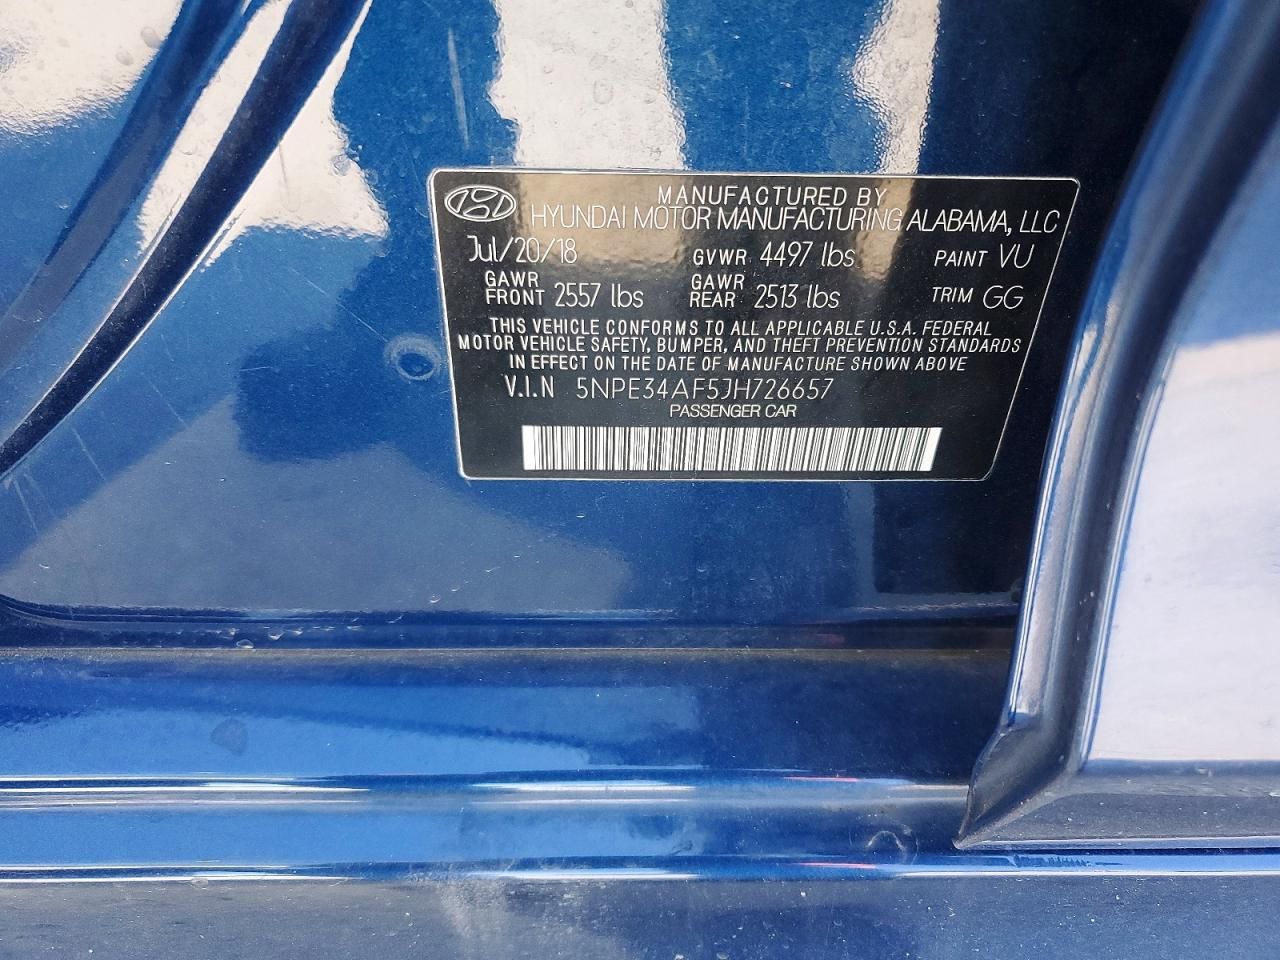 MANUFACTURED BY
HYUNDAI MOTOR MANUFACTURING ALABAMA, LLC
Jul/20/18 GVWR 4497 lbs PAINT VU
GAWR FRONT 2557 lbs GAWR REAR 2513 lbs TRIM GG
THIS VEHICLE CONFORMS TO ALL APPLICABLE U.S.A. FEDERAL
MOTOR VEHICLE SAFETY, BUMPER, AND THEFT PREVENTION STANDARDS
IN EFFECT ON THE DATE OF MANUFACTURE SHOWN ABOVE
V.I.N 5NPE34AF5JH726657
PASSENGER CAR